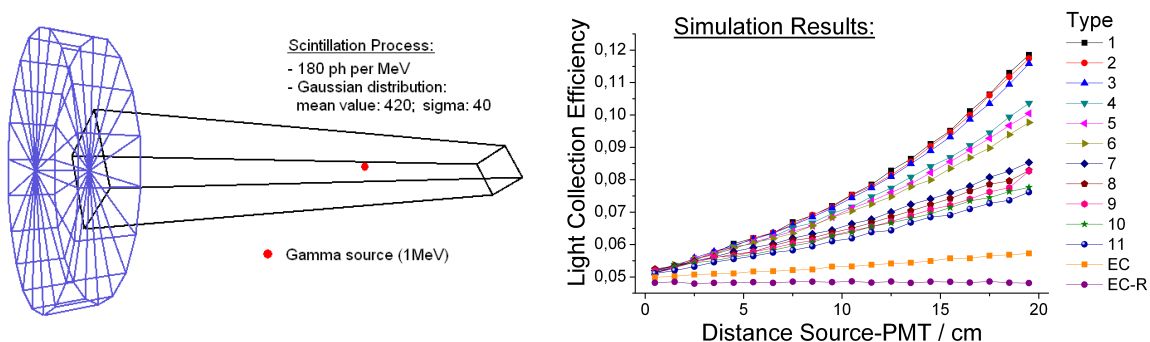 Scintillation Process:
- 180 ph per MeV
- Gaussian distribution:
mean value: 420; sigma: 40
Gamma source (1MeV)
Simulation Results:
Light Collection Efficiency
0,12
0,11
0,10
0,09
0,08
0,07
0,06
0,05
0
5
10
15
20
Distance Source-PMT / cm
Type
1
2
3
4
5
6
7
8
9
10
11
EC
EC-R